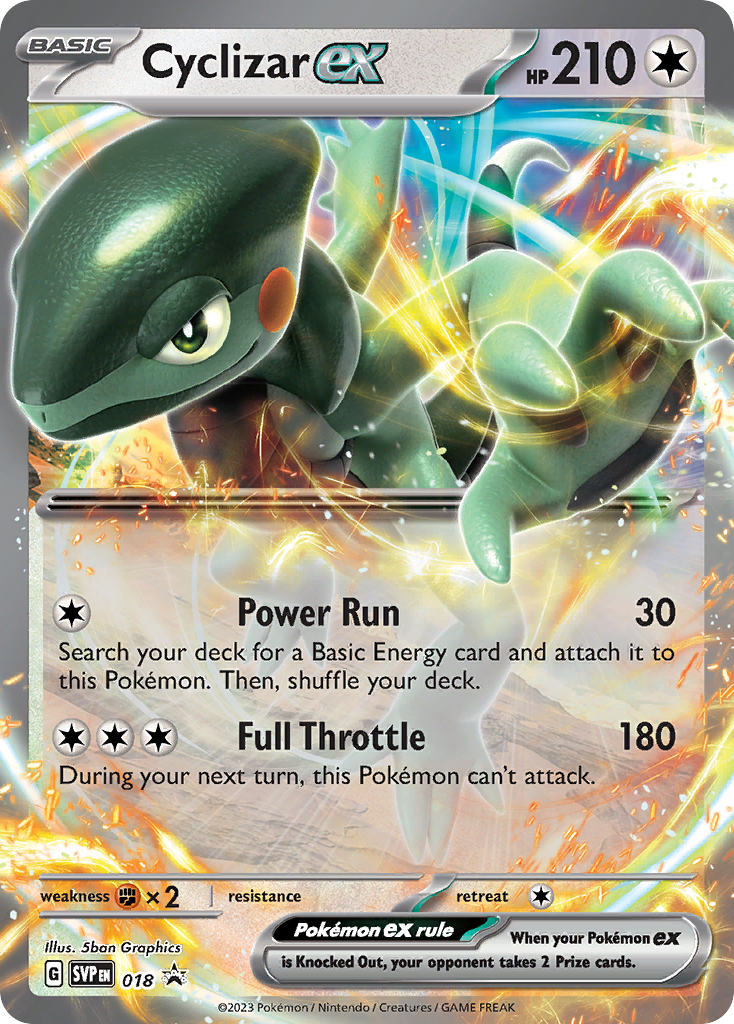 BASIC
Cyclizar ex
HP 210
Power Run 30
Search your deck for a Basic Energy card and attach it to
this Pokémon. Then, shuffle your deck.
Full Throttle 180
During your next turn, this Pokémon can't attack.
weakness ×2 resistance retreat
Illus. 5ban Graphics
G SVP EN 018
Pokémon ex rule
When your Pokémon ex
is Knocked Out, your opponent takes 2 Prize cards.
©2023 Pokémon / Nintendo / Creatures / GAME FREAK